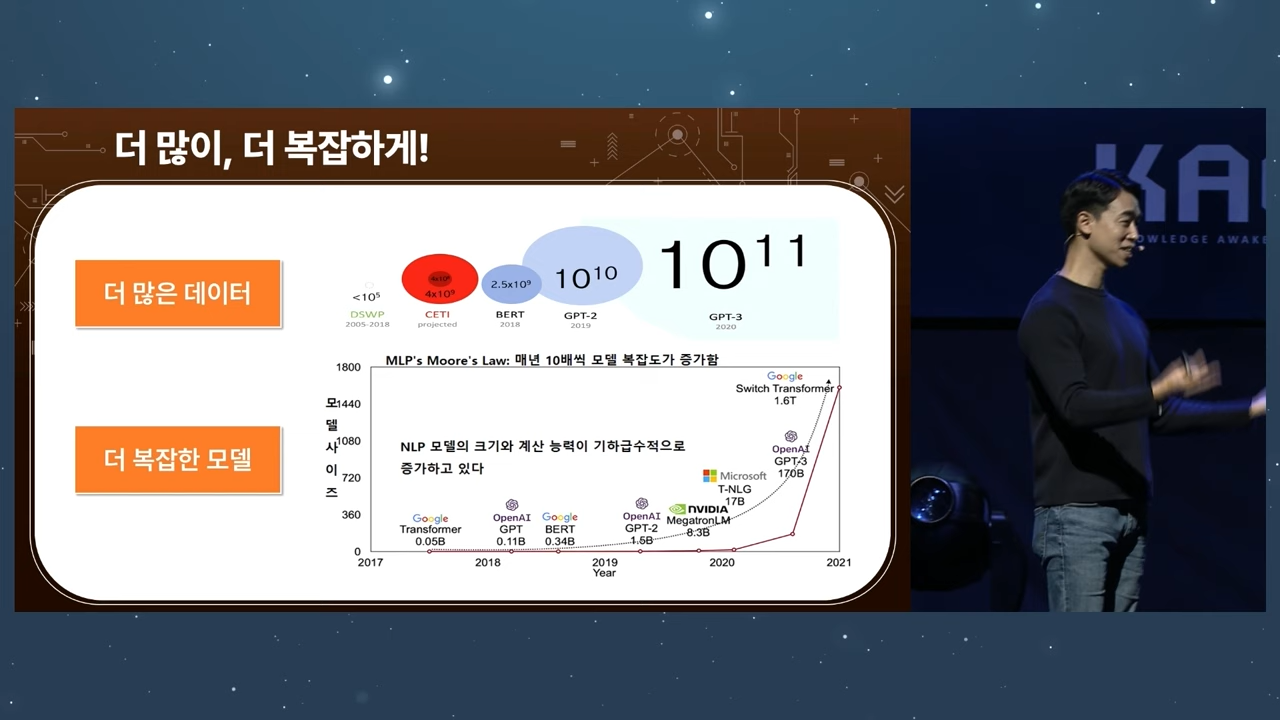 더 많이, 더 복잡하게!
더 많은 데이터
<10⁵
DSWP
2005-2018
4x10⁹
CETI
projected
2.5x10⁹
BERT
2018
10¹⁰
GPT-2
2019
10¹¹
GPT-3
2020
더 복잡한 모델
MLP's Moore's Law: 매년 10배씩 모델 복잡도가 증가함
모델사이즈
1800
1440
1080
720
360
0
NLP 모델의 크기와 계산 능력이 기하급수적으로
증가하고 있다
Google
Transformer
0.05B
OpenAI
GPT
0.11B
Google
BERT
0.34B
OpenAI
GPT-2
1.5B
NVIDIA
MegatronLM
8.3B
Microsoft
T-NLG
17B
OpenAI
GPT-3
170B
Google
Switch Transformer
1.6T
2017
2018
2019
2020
2021
Year
KA
OWLEDGE AWAKE